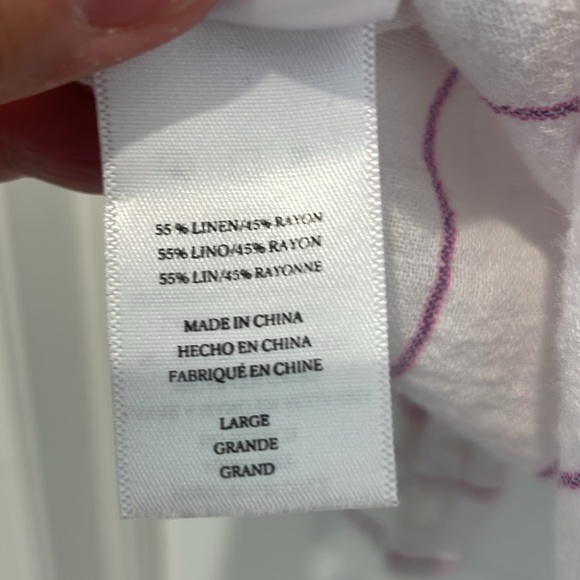 55 % LINEN/45% RAYON
55% LINO/45% RAYON
55% LIN/45% RAYONNE
MADE IN CHINA
HECHO EN CHINA
FABRIQUÉ EN CHINE
LARGE
GRANDE
GRAND